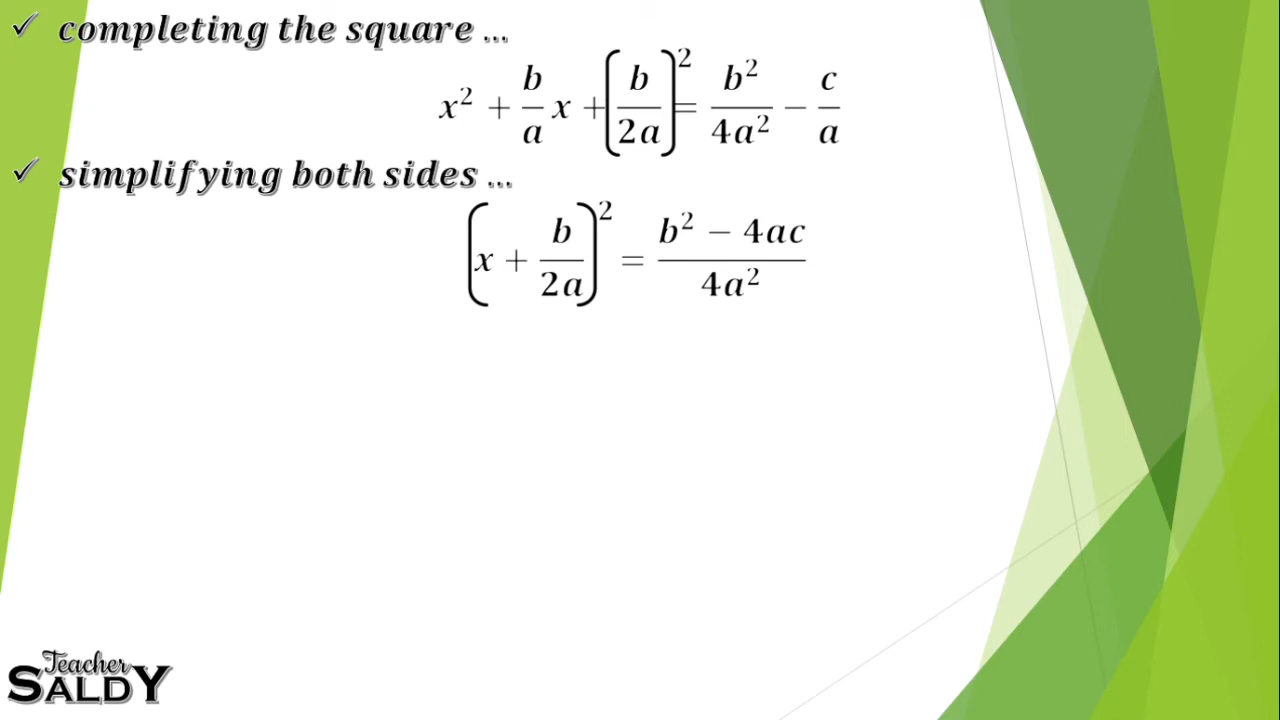 ✓ completing the square ...
x² + b/a x + (b/2a)² = b²/4a² − c/a
✓ simplifying both sides ...
(x + b/2a)² = b² − 4ac/4a²
Teacher
SALDY